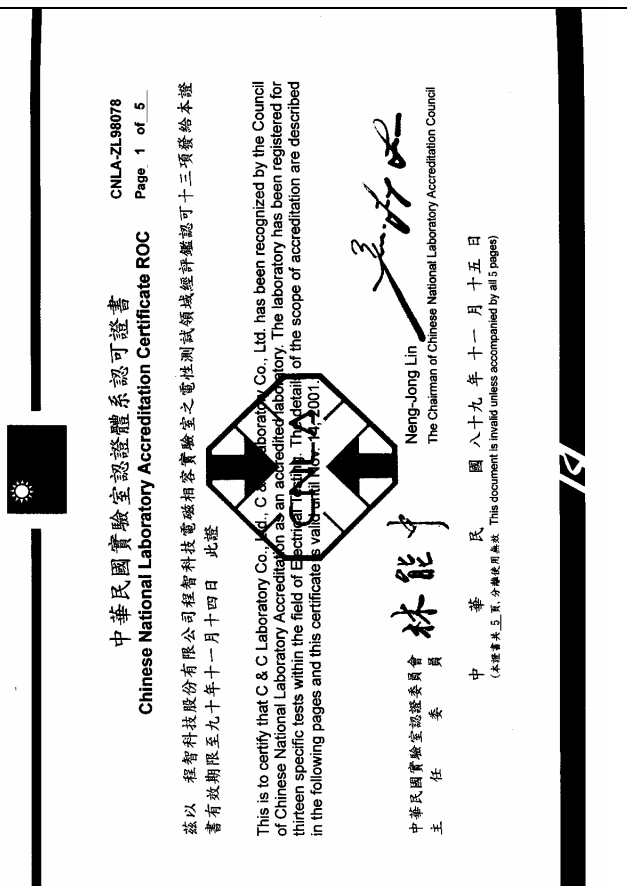 中華民國實驗室認證體系認可證書
Chinese National Laboratory Accreditation Certificate ROC
CNLA-ZL98078
Page 1 of 5
茲以 程智科技股份有限公司程智科技電磁相容實驗室之電性測試領域經評鑑認可十三項發給本證
書有效期限至九十年十一月十四日 此證
This is to certify that C & C Laboratory Co., Ltd., C & C Laboratory Co., Ltd. has been recognized by the Council
of Chinese National Laboratory Accreditation as an accredited laboratory. The laboratory has been registered for
thirteen specific tests within the field of Electrical Testing. The details of the scope of accreditation are described
in the following pages and this certificate is valid until Nov. 14, 2001.
中華民國實驗室認證委員會
主任委員
林能中
Neng-Jong Lin
The Chairman of Chinese National Laboratory Accreditation Council
中華民國八十九年十一月十五日
(本證書共 5 頁,分離使用無效 This document is invalid unless accompanied by all 5 pages)